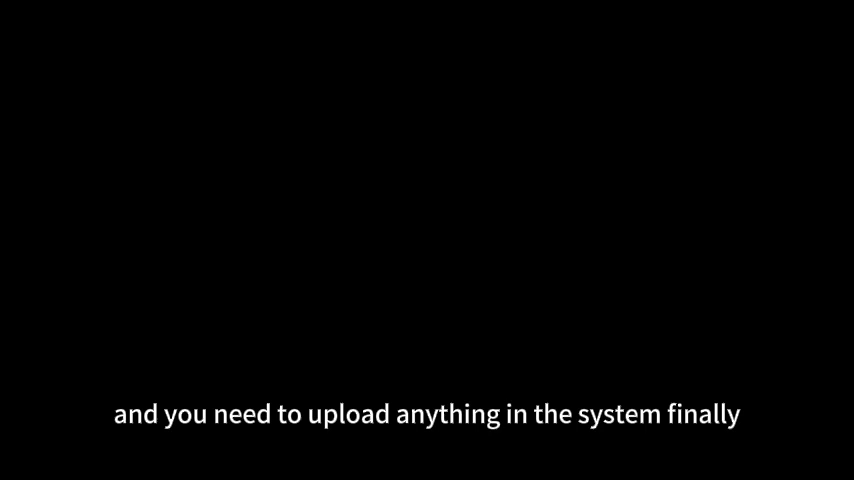 and you need to upload anything in the system finally